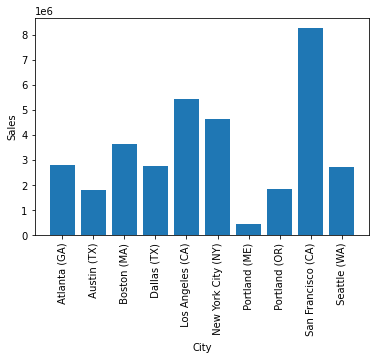 1e6
8
7
6
5
4
3
2
1
0
Sales
Atlanta (GA)
Austin (TX)
Boston (MA)
Dallas (TX)
Los Angeles (CA)
New York City (NY)
Portland (ME)
Portland (OR)
San Francisco (CA)
Seattle (WA)
City